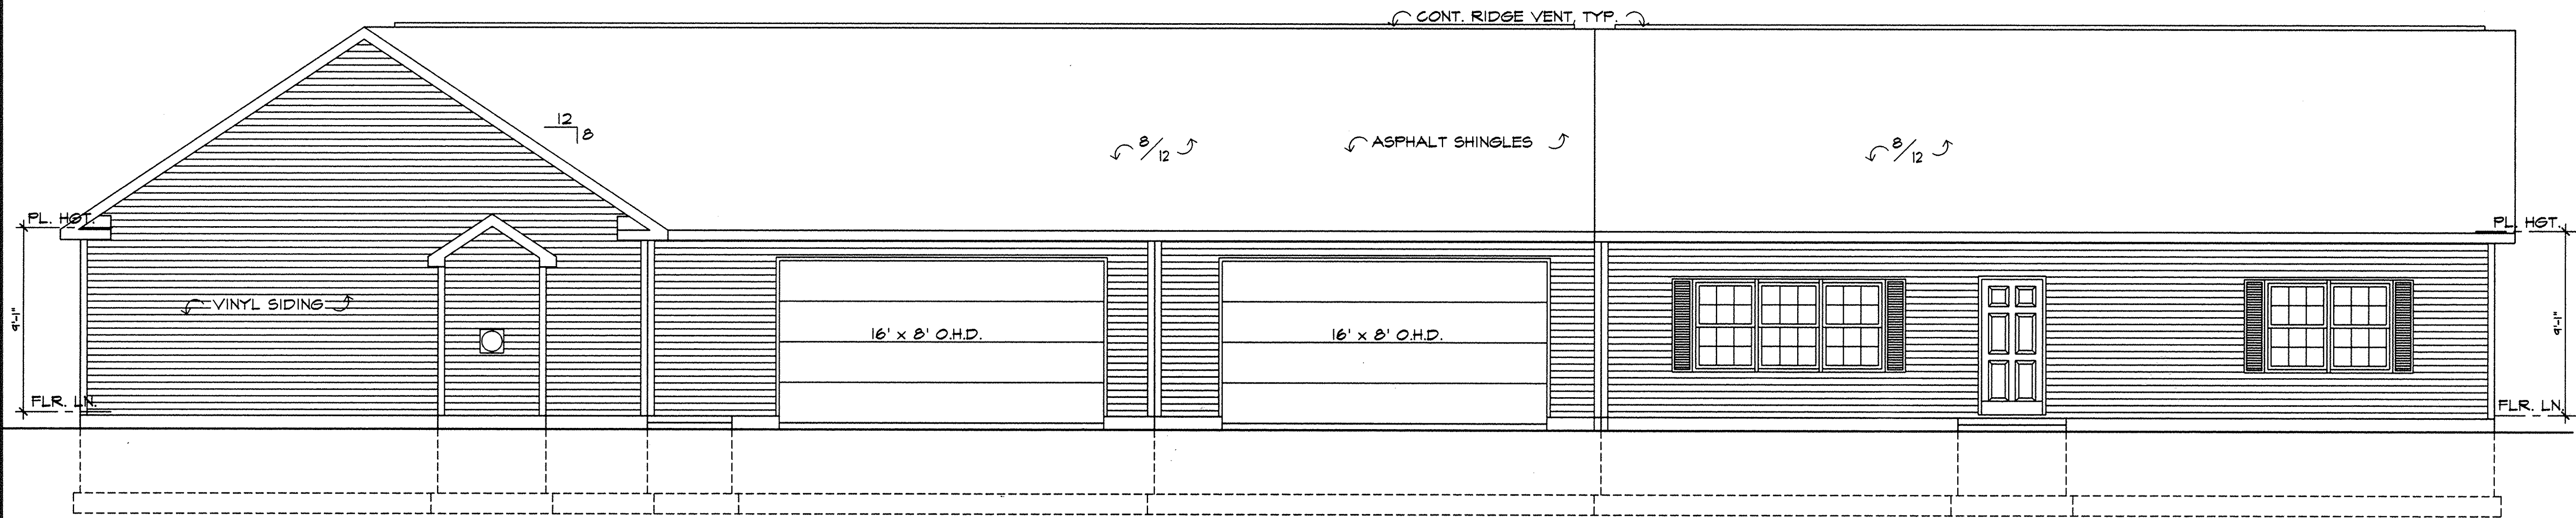 CONT. RIDGE VENT, TYP.
12
8
8/12
ASPHALT SHINGLES
8/12
PL. HGT.
PL. HGT.
VINYL SIDING
9'-1"
16' x 8' O.H.D.
16' x 8' O.H.D.
9'-1"
FLR. LN.
FLR. LN.